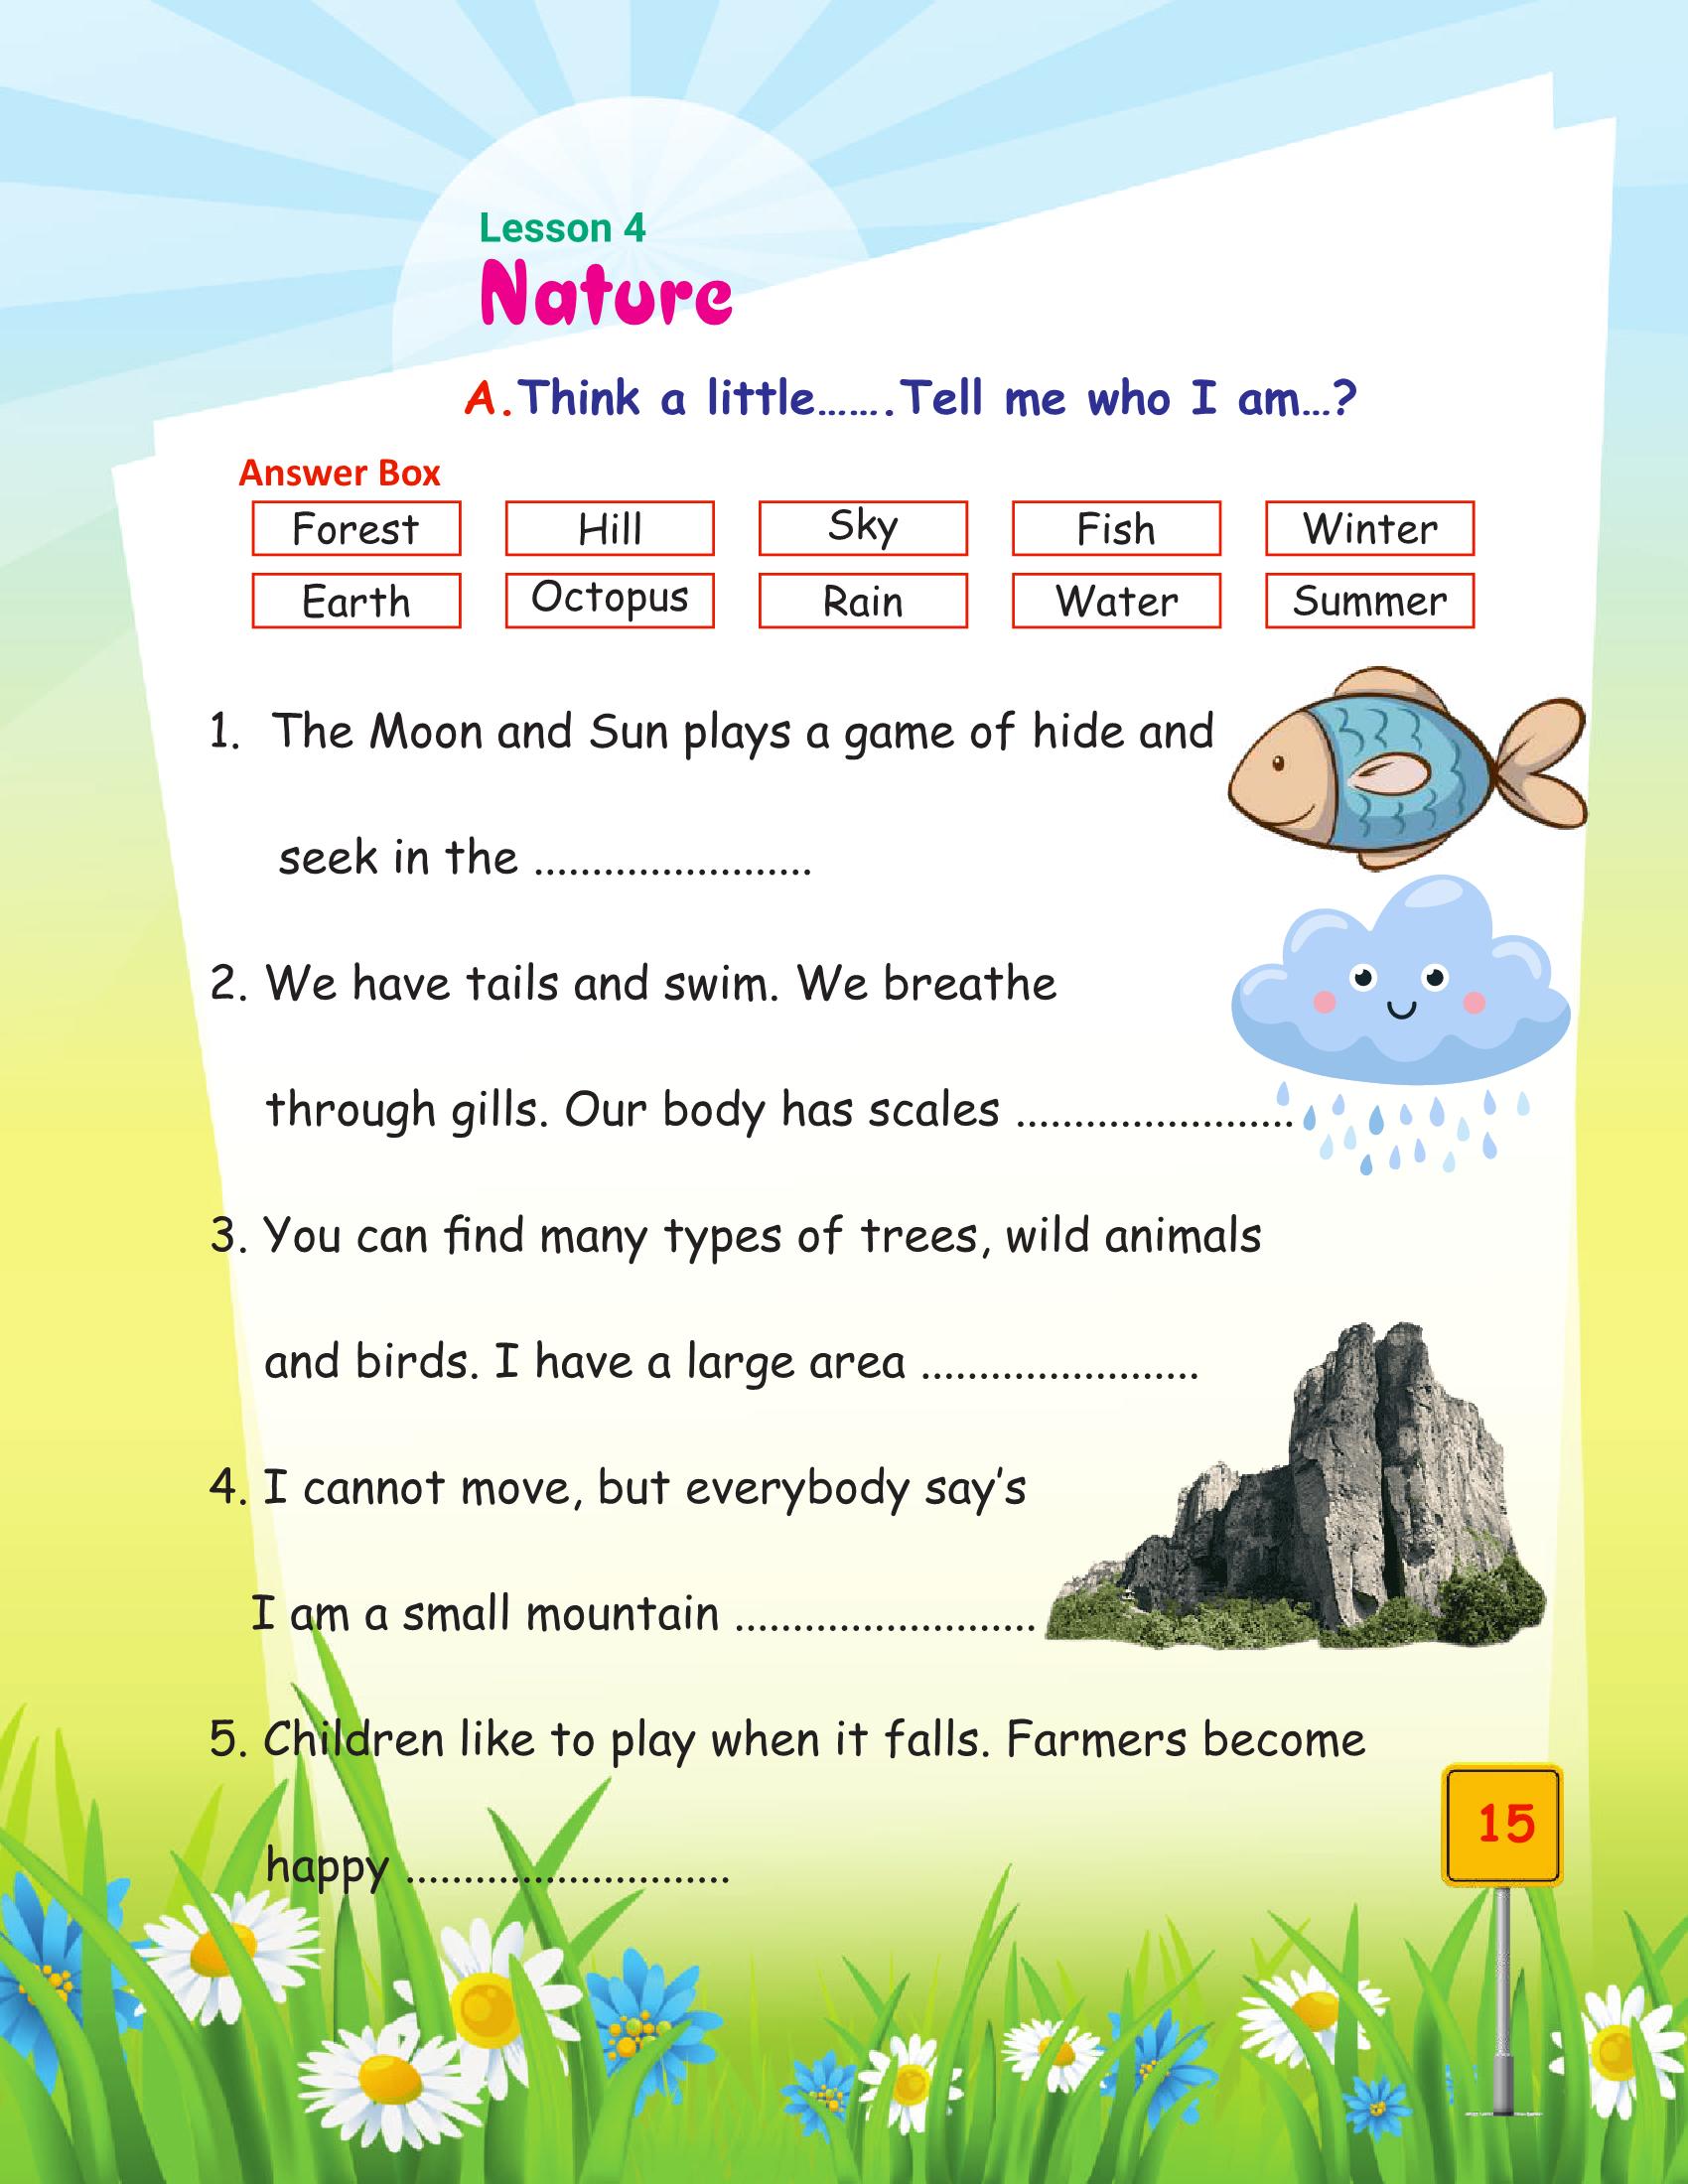 Lesson 4
Nature
A.Think a little.......Tell me who I am...?
Answer Box
Forest Hill Sky Fish Winter
Earth Octopus Rain Water Summer
1. The Moon and Sun plays a game of hide and
seek in the ........................
2. We have tails and swim. We breathe
through gills. Our body has scales ........................
3. You can find many types of trees, wild animals
and birds. I have a large area ........................
4. I cannot move, but everybody say's
I am a small mountain ..........................
5. Children like to play when it falls. Farmers become
happy ............................
15